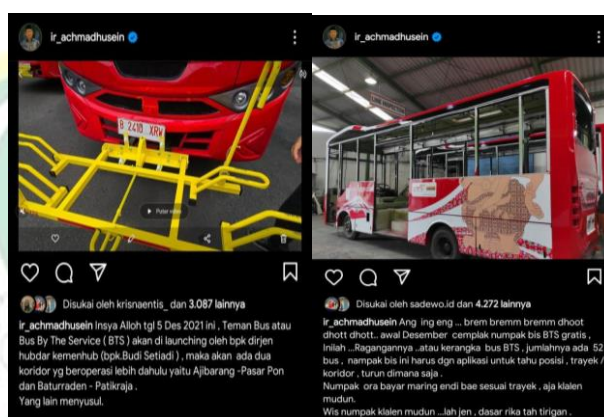 ir_achmadhusein
B 2410 XRW
Putar video
Disukai oleh krisnaentis_ dan 3.087 lainnya
ir_achmadhusein Insya Alloh tgl 5 Des 2021 ini , Teman Bus atau
Bus By The Service ( BTS ) akan di launching oleh bpk dirjen
hubdar kemenhub (bpk.Budi Setiadi ) , maka akan ada dua
koridor yg beroperasi lebih dahulu yaitu Ajibarang -Pasar Pon
dan Baturraden - Patikraja .
Yang lain menyusul.
ir_achmadhusein
Disukai oleh sadewo.id dan 4.272 lainnya
ir_achmadhusein Ang ing eng ... brem bremm bremm dhoot
dhott dhott.. awal Desember cemplak numpak bis BTS gratis ,
Inilah ...Ragangannya ..atau kerangka bus BTS , jumlahnya ada 52
bus , nampak bis ini harus dgn aplikasi untuk tahu posisi , trayek /
koridor , turun dimana saja .
Numpak ora bayar maring endi bae sesuai trayek , aja klalen
mudun.
Wis numpak klalen mudun ...lah jen , dasar rika tah tirigan .